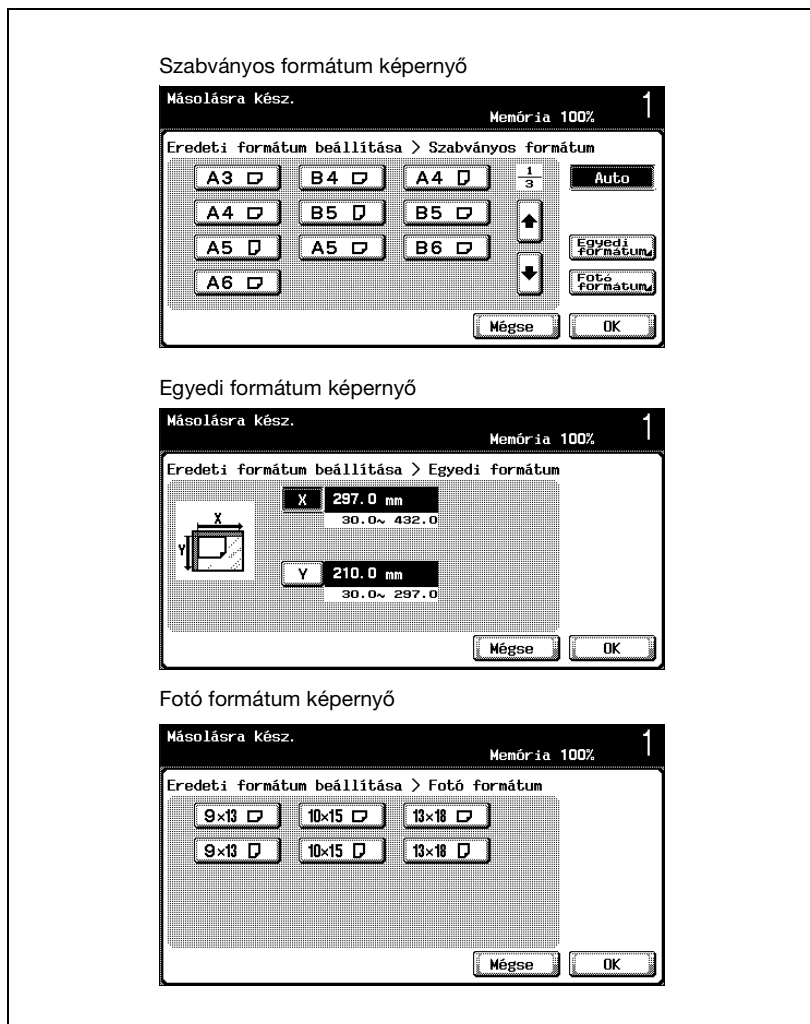 Szabványos formátum képernyő
Másolásra kész.
Memória 100% 1
Eredeti formátum beállítása > Szabványos formátum
A3 B4 A4 1/3 Auto
A4 B5 B5
A5 A5 B6 Egyedi formátum
A6 Fotó formátum
Mégse OK
Egyedi formátum képernyő
Másolásra kész.
Memória 100% 1
Eredeti formátum beállítása > Egyedi formátum
X 297.0 mm
30.0~ 432.0
X
Y
Y 210.0 mm
30.0~ 297.0
Mégse OK
Fotó formátum képernyő
Másolásra kész.
Memória 100% 1
Eredeti formátum beállítása > Fotó formátum
9×13 10×15 13×18
9×13 10×15 13×18
Mégse OK